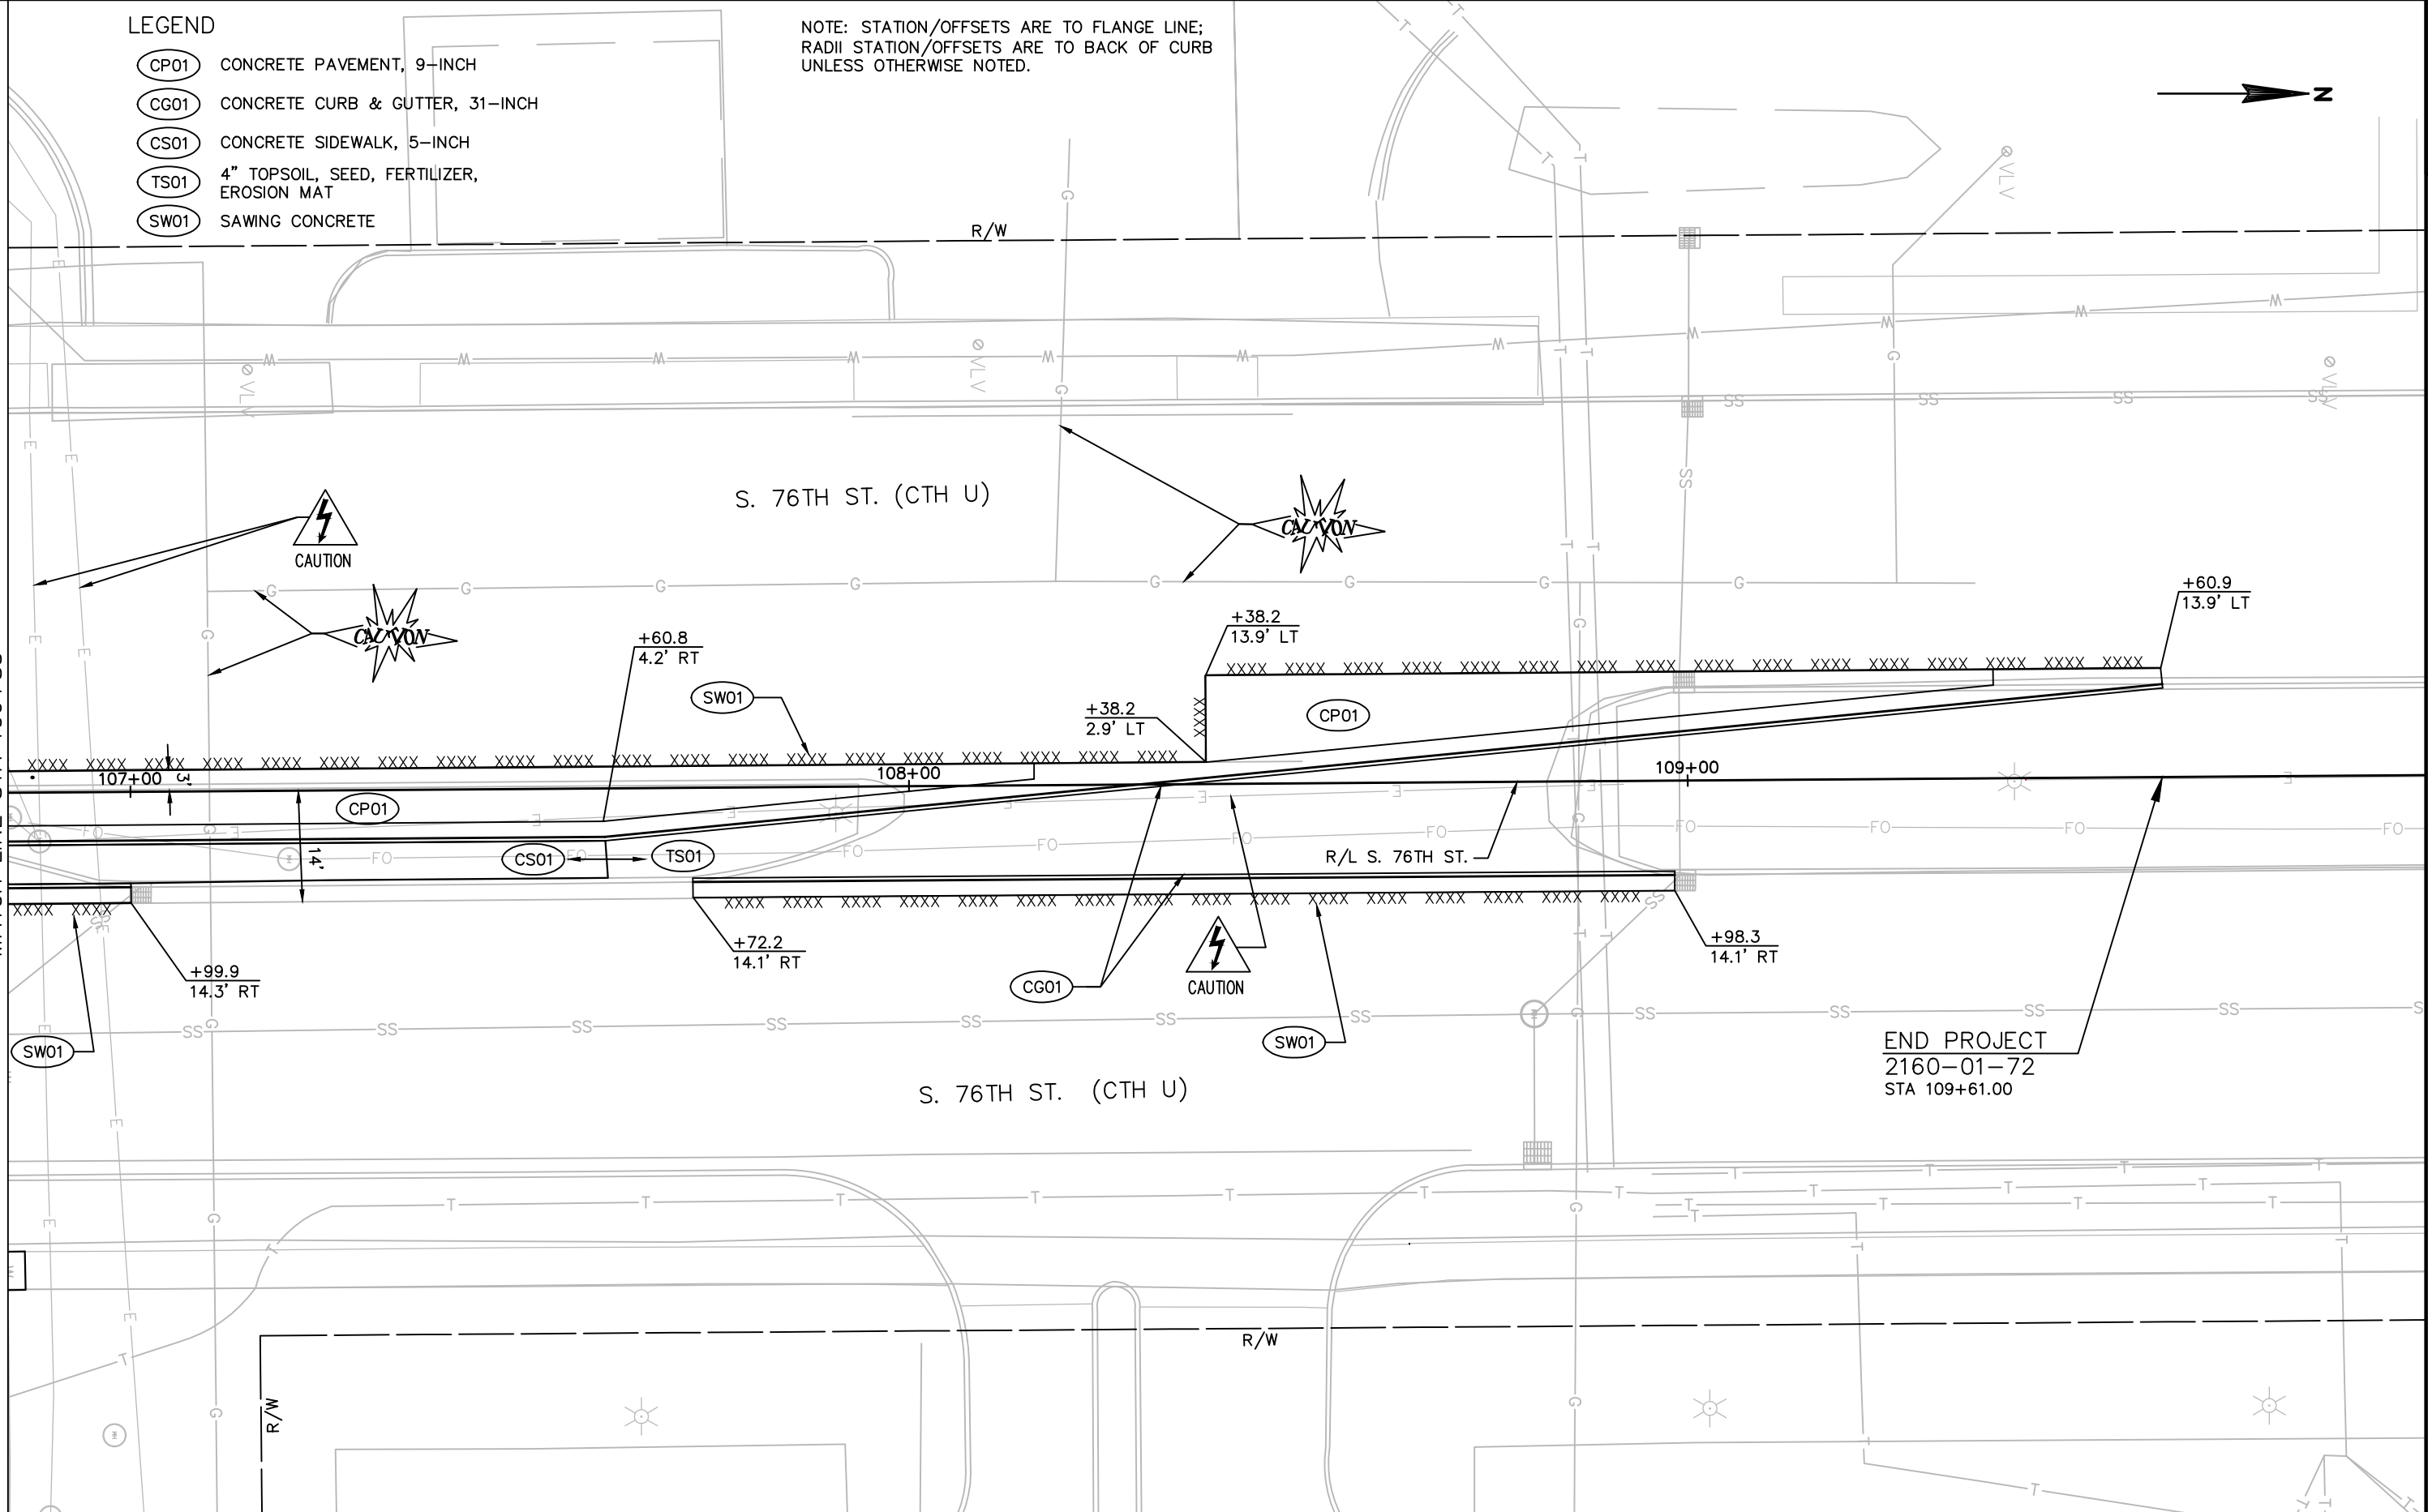 LEGEND
CP01 CONCRETE PAVEMENT, 9-INCH
CG01 CONCRETE CURB & GUTTER, 31-INCH
CS01 CONCRETE SIDEWALK, 5-INCH
TS01 4" TOPSOIL, SEED, FERTILIZER,
EROSION MAT
SW01 SAWING CONCRETE
NOTE: STATION/OFFSETS ARE TO FLANGE LINE;
RADII STATION/OFFSETS ARE TO BACK OF CURB
UNLESS OTHERWISE NOTED.
N
R/W
VLV
VLV
VLV
VLV
S. 76TH ST. (CTH U)
CAUTION
CAUTION
CAUTION
+60.9
13.9' LT
+38.2
13.9' LT
+60.8
4.2' RT
SW01
+38.2
2.9' LT
CP01
107+00
3'
108+00
109+00
CP01
14'
CS01
TS01
R/L S. 76TH ST.
+99.9
14.3' RT
+72.2
14.1' RT
CG01
CAUTION
+98.3
14.1' RT
SW01
SW01
END PROJECT
2160-01-72
STA 109+61.00
S. 76TH ST. (CTH U)
R/W
R/W